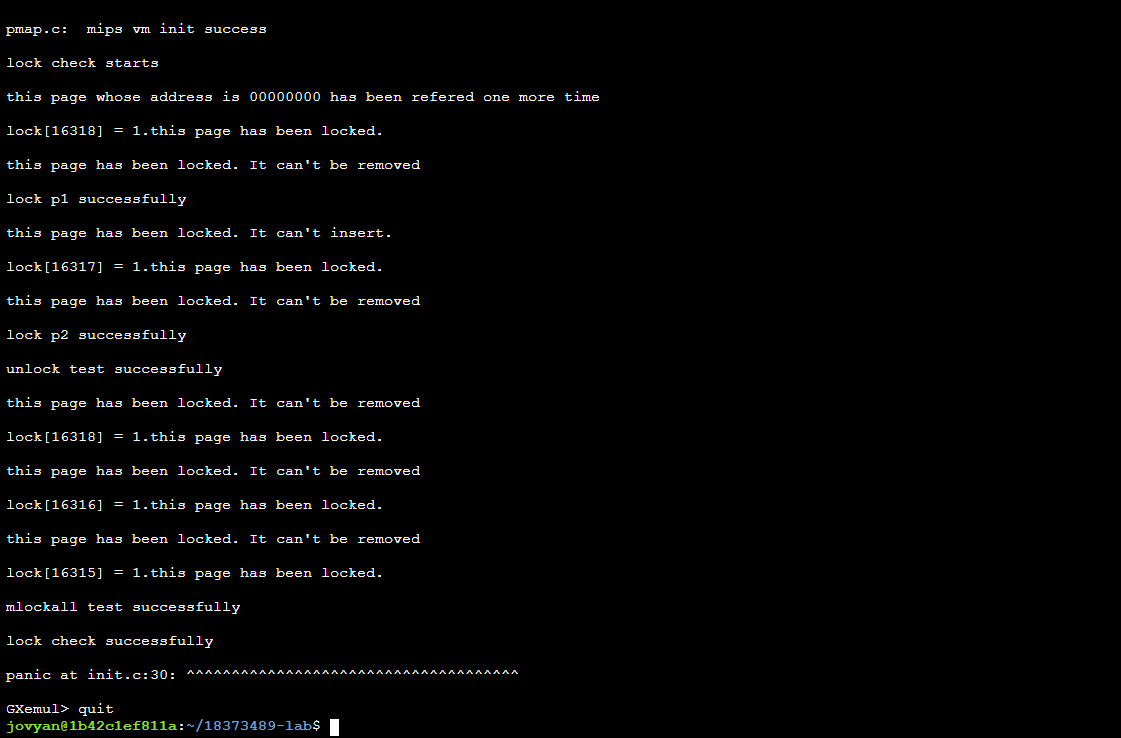 pmap.c:  mips vm init success
lock check starts
this page whose address is 00000000 has been refered one more time
lock[16318] = 1.this page has been locked.
this page has been locked. It can't be removed
lock p1 successfully
this page has been locked. It can't insert.
lock[16317] = 1.this page has been locked.
this page has been locked. It can't be removed
lock p2 successfully
unlock test successfully
this page has been locked. It can't be removed
lock[16318] = 1.this page has been locked.
this page has been locked. It can't be removed
lock[16316] = 1.this page has been locked.
this page has been locked. It can't be removed
lock[16315] = 1.this page has been locked.
mlockall test successfully
lock check successfully
panic at init.c:30: ^^^^^^^^^^^^^^^^^^^^^^^^^^^^^^^^^^^^^
GXemul> quit
jovyan@1b42c1ef811a:~/18373489-lab$